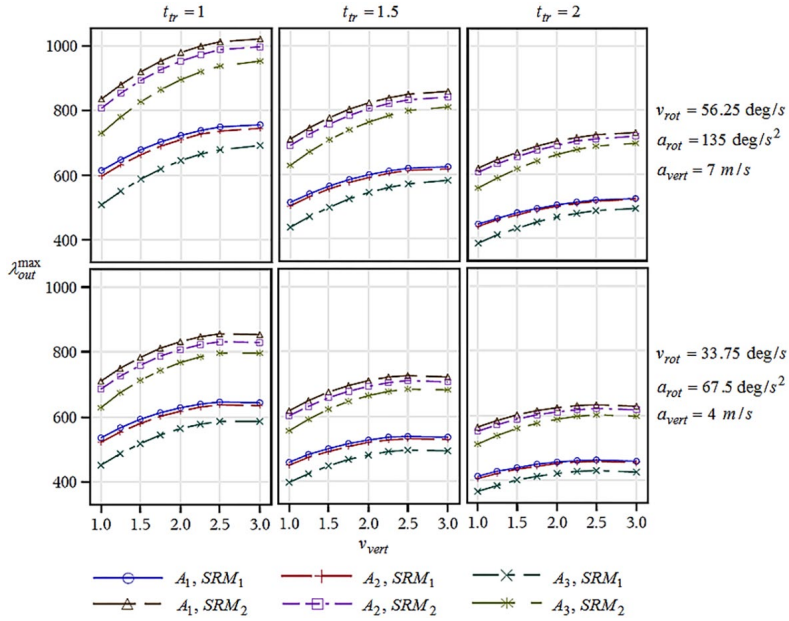 t_tr = 1
t_tr = 1.5
t_tr = 2
1000
800
600
400
v_rot = 56.25 deg/s
a_rot = 135 deg/s²
a_vert = 7 m/s
λ_out^max
1000
800
600
400
v_rot = 33.75 deg/s
a_rot = 67.5 deg/s²
a_vert = 4 m/s
1.0 1.5 2.0 2.5 3.0
1.0 1.5 2.0 2.5 3.0
1.0 1.5 2.0 2.5 3.0
v_vert
A₁, SRM₁
A₂, SRM₁
A₃, SRM₁
A₁, SRM₂
A₂, SRM₂
A₃, SRM₂